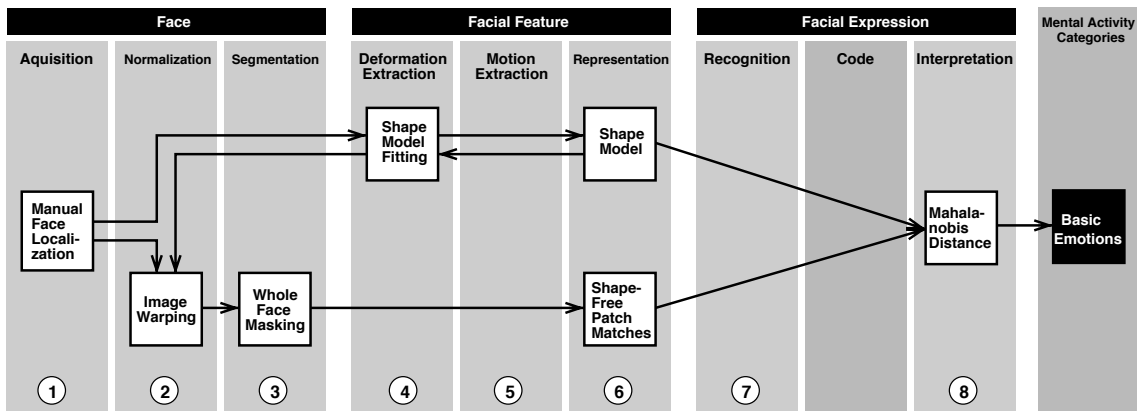 Face
Facial Feature
Facial Expression
Mental Activity
Categories
Aquisition
Normalization
Segmentation
Deformation
Extraction
Motion
Extraction
Representation
Recognition
Code
Interpretation
Shape
Model
Fitting
Shape
Model
Manual
Face
Locali-
zation
Mahala-
nobis
Distance
Basic
Emotions
Image
Warping
Whole
Face
Masking
Shape-
Free
Patch
Matches
1
2
3
4
5
6
7
8